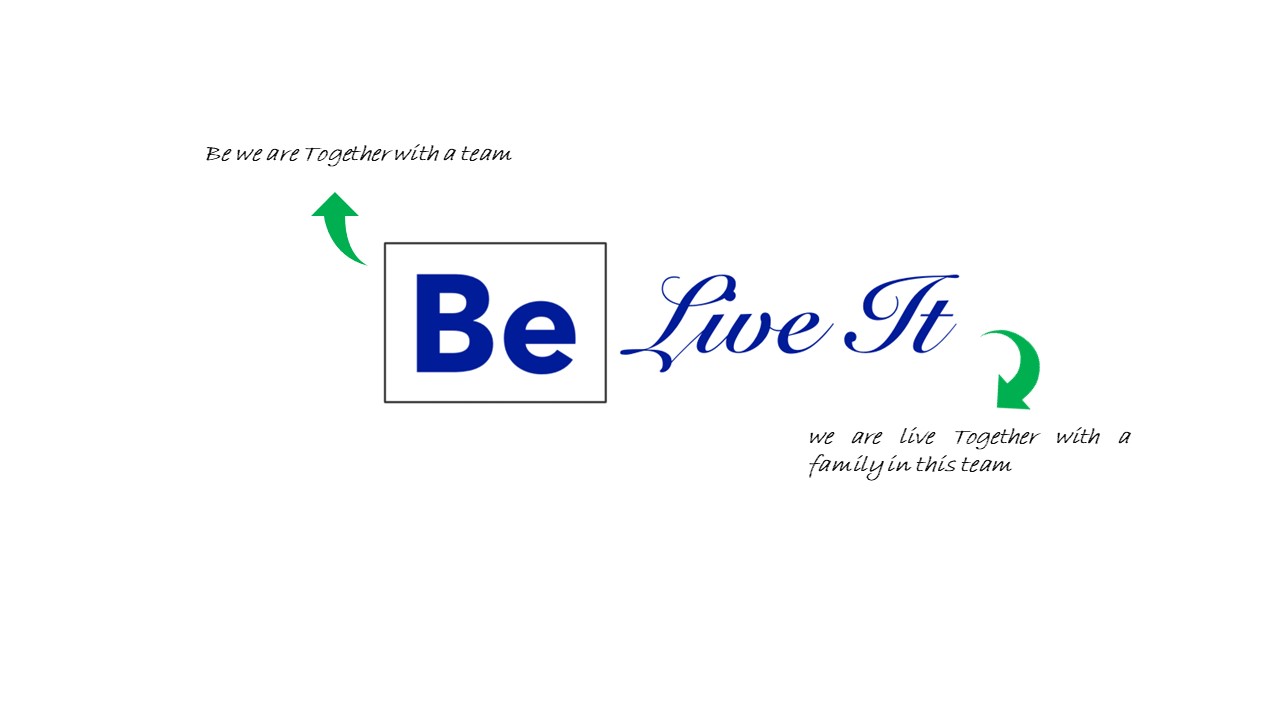 Be we are Together with a team
Be Live It
we are live Together with a
family in this team